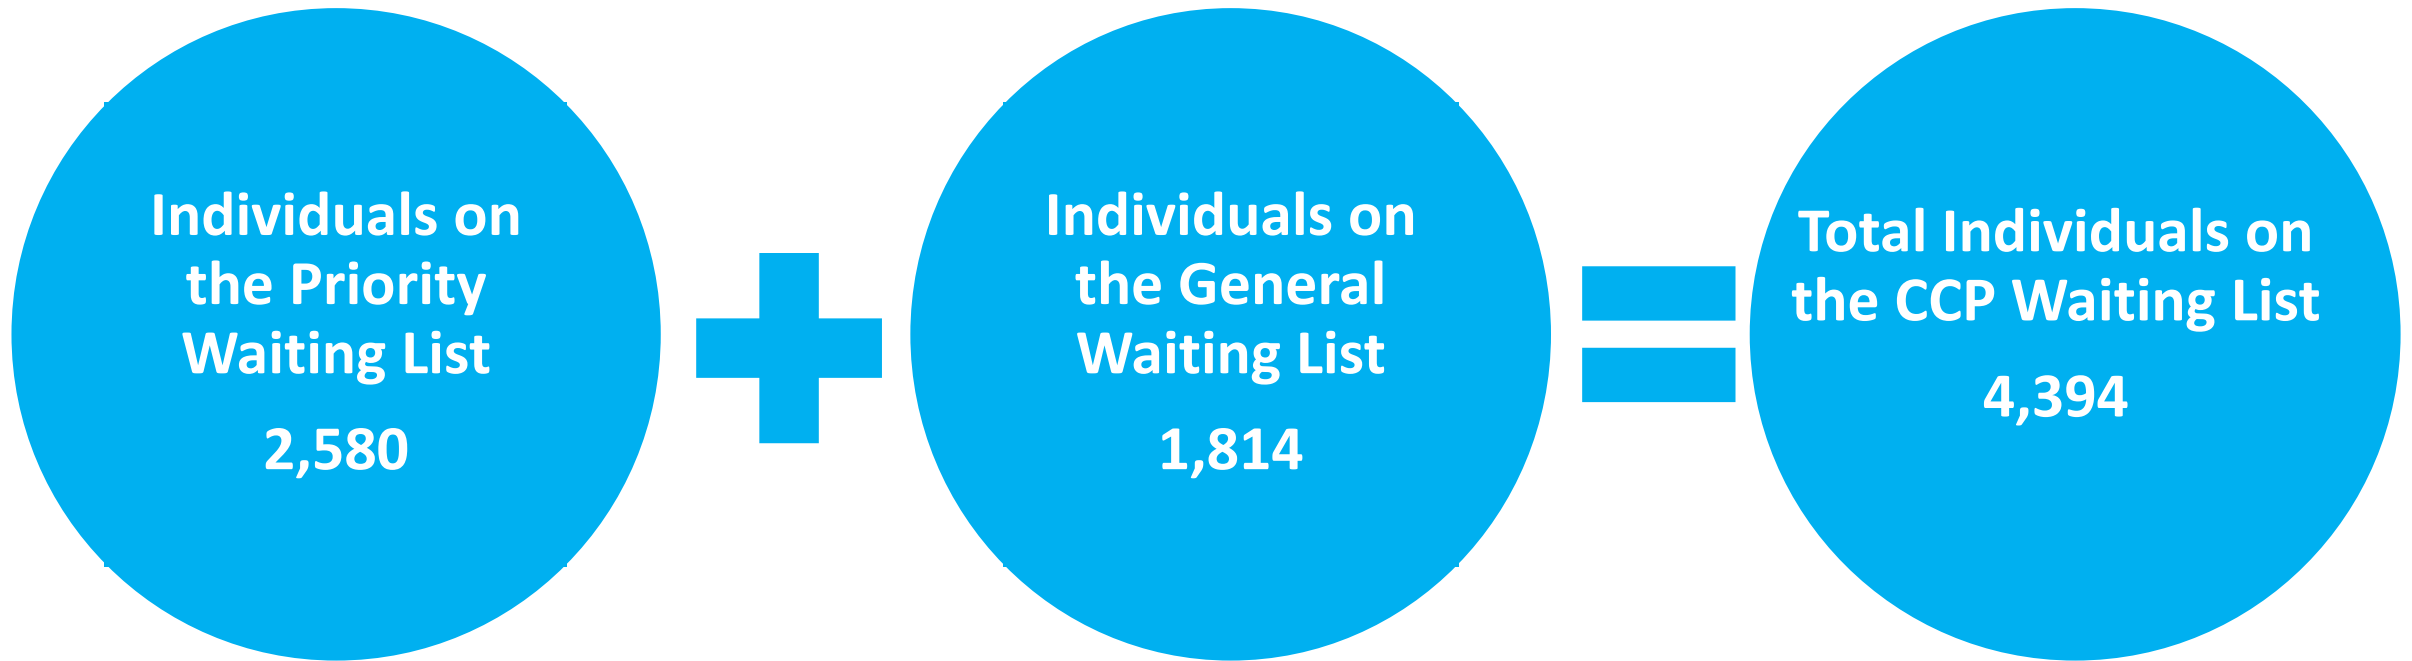 Individuals on
the Priority
Waiting List
2,580
Individuals on
the General
Waiting List
1,814
Total Individuals on
the CCP Waiting List
4,394